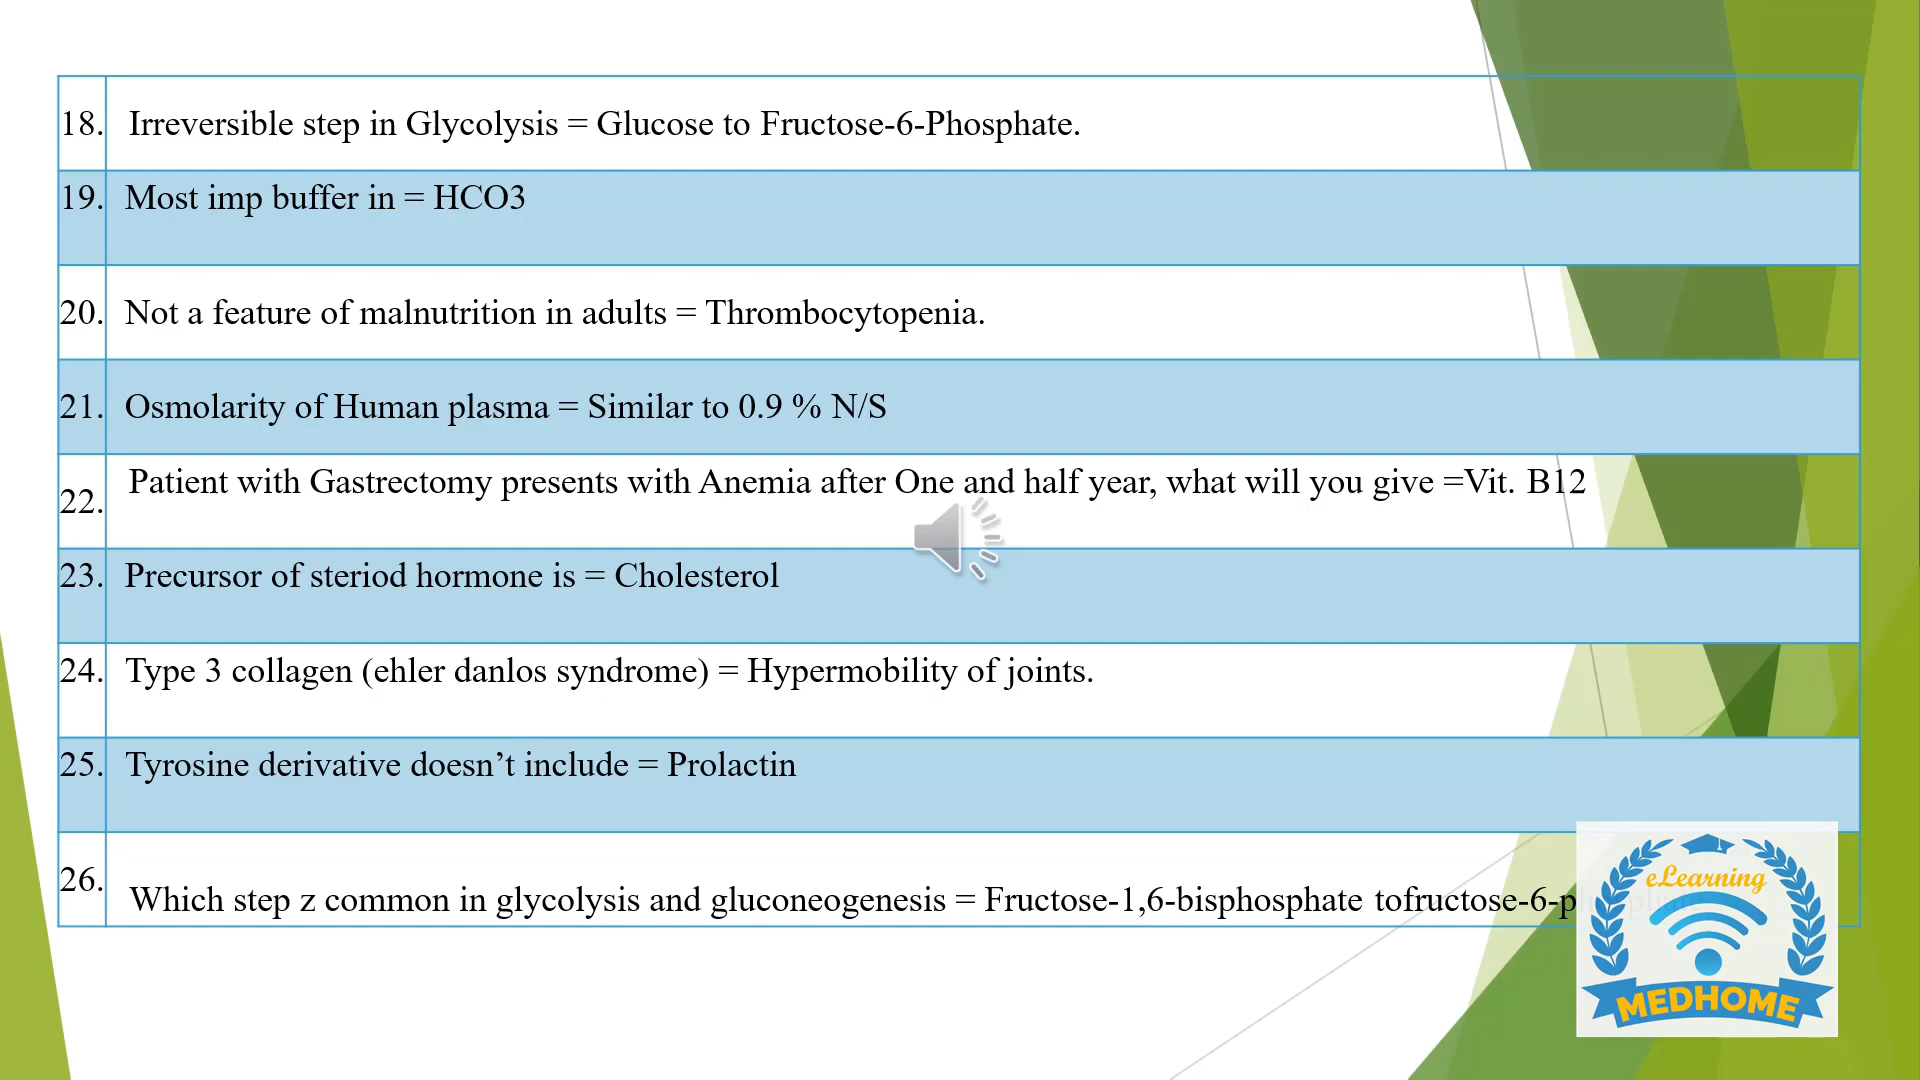 18. Irreversible step in Glycolysis = Glucose to Fructose-6-Phosphate.
19. Most imp buffer in = HCO3
20. Not a feature of malnutrition in adults = Thrombocytopenia.
21. Osmolarity of Human plasma = Similar to 0.9 % N/S
22. Patient with Gastrectomy presents with Anemia after One and half year, what will you give =Vit. B12
23. Precursor of steriod hormone is = Cholesterol
24. Type 3 collagen (ehler danlos syndrome) = Hypermobility of joints.
25. Tyrosine derivative doesn’t include = Prolactin
26. Which step z common in glycolysis and gluconeogenesis = Fructose-1,6-bisphosphate tofructose-6-
eLearning
MEDHOME